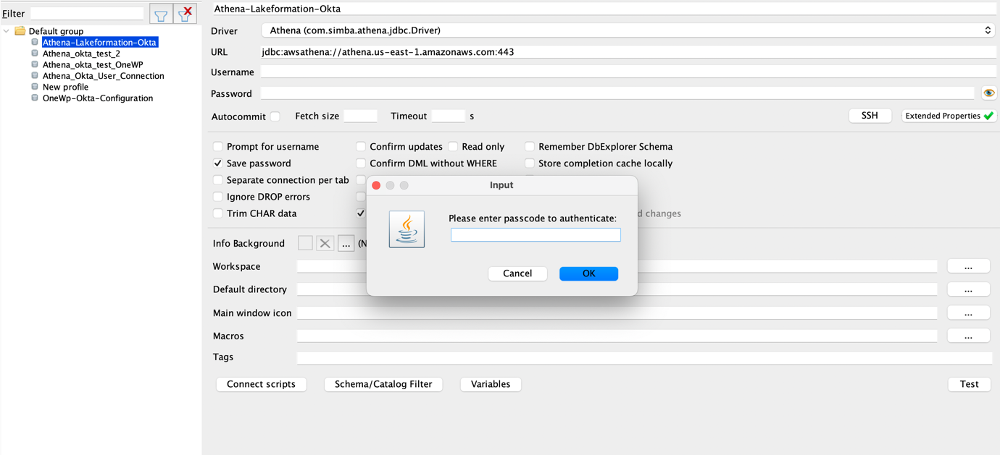 Filter
Default group
Athena-Lakeformation-Okta
Athena_okta_test_2
Athena_okta_test_OneWP
Athena_Okta_User_Connection
New profile
OneWp-Okta-Configuration
Athena-Lakeformation-Okta
Driver Athena (com.simba.athena.jdbc.Driver)
URL jdbc:awsathena://athena.us-east-1.amazonaws.com:443
Username
Password
Autocommit Fetch size Timeout s SSH Extended Properties
Prompt for username Confirm updates Read only Remember DbExplorer Schema
Save password Confirm DML without WHERE Store completion cache locally
Separate connection per tab
Ignore DROP errors
Trim CHAR data d changes
Input
Please enter passcode to authenticate:
Cancel OK
Info Background ... (N
Workspace ...
Default directory ...
Main window icon ...
Macros ...
Tags
Connect scripts Schema/Catalog Filter Variables Test